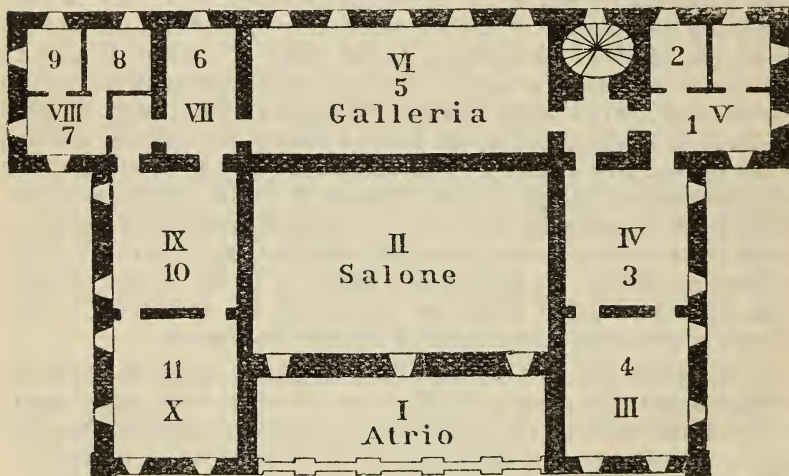 9 8 6 VI 2
5
VIII VII Galleria 1 V
7
IX II IV
10 Salone 3
11 I 4
X Atrio III